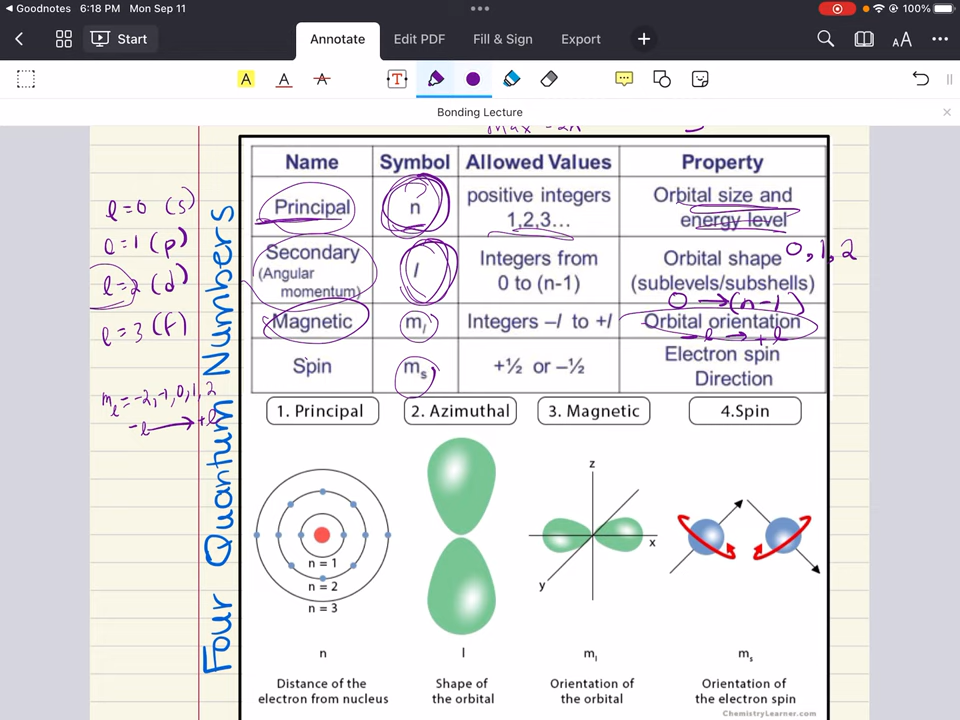 Goodnotes 6:18 PM Mon Sep 11 100%
Start Annotate Edit PDF Fill & Sign Export
A A A T
Bonding Lecture
Name Symbol Allowed Values Property
Principal n positive integers 1,2,3... Orbital size and energy level
?
Secondary (Angular momentum) l Integers from 0 to (n-1) Orbital shape (sublevels/subshells)
0, 1, 2
0 → (n-1)
Magnetic ml Integers –l to +l Orbital orientation
-l → +l
Spin ms +½ or –½ Electron spin Direction
l=0 (s)
l=1 (p)
l=2 (d)
l=3 (f)
ml = -2, -1, 0, 1, 2
-l → +l
Four Quantum Numbers
1. Principal
2. Azimuthal
3. Magnetic
4.Spin
n = 1
n = 2
n = 3
z
x
y
n
l
ml
ms
Distance of the
electron from nucleus
Shape of
the orbital
Orientation of
the orbital
Orientation of
the electron spin
ChemistryLearner.com